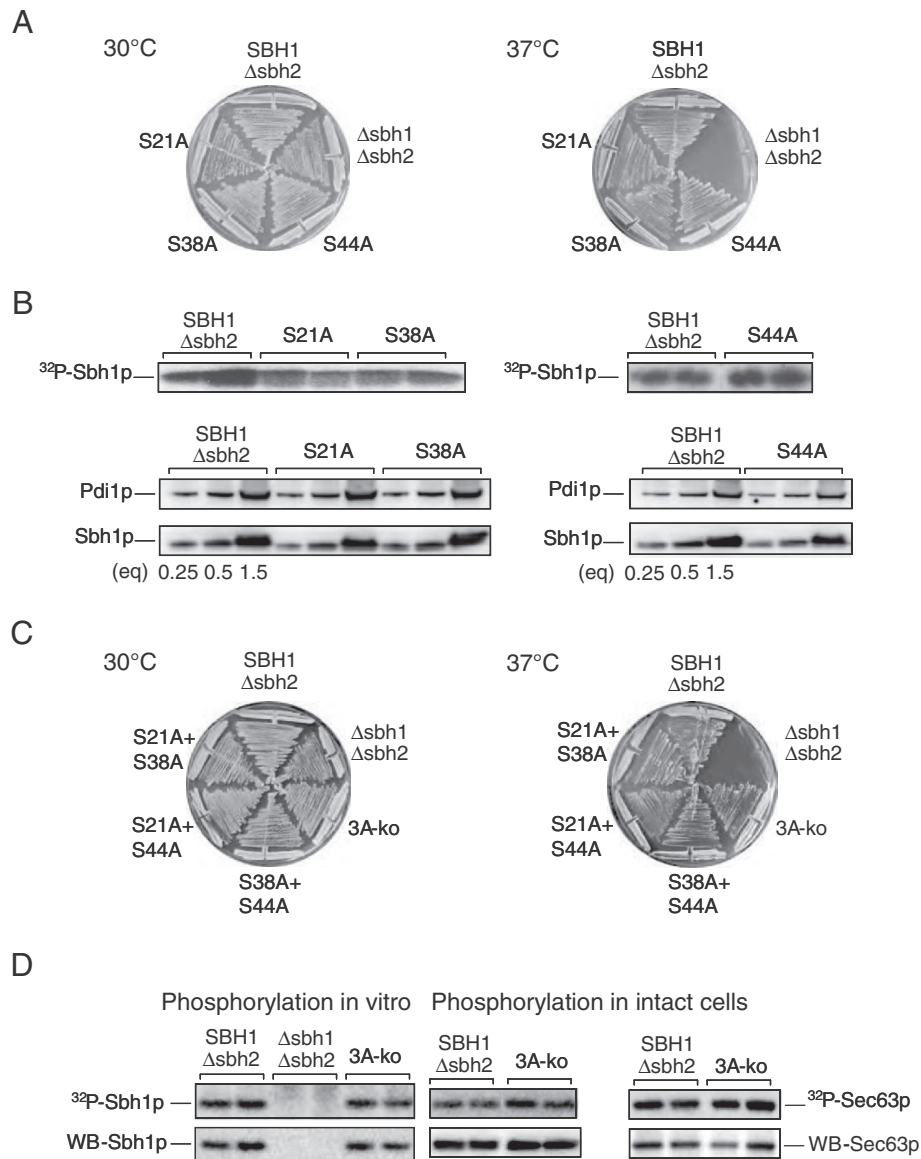 A
30°C
SBH1
Δsbh2
37°C
SBH1
Δsbh2
S21A
Δsbh1
Δsbh2
S21A
Δsbh1
Δsbh2
S38A
S44A
S38A
S44A
B
SBH1
Δsbh2
S21A
S38A
SBH1
Δsbh2
S44A
³²P-Sbh1p
³²P-Sbh1p
SBH1
Δsbh2
S21A
S38A
SBH1
Δsbh2
S44A
Pdi1p
Pdi1p
Sbh1p
Sbh1p
(eq) 0.25 0.5 1.5
(eq) 0.25 0.5 1.5
C
30°C
SBH1
Δsbh2
37°C
SBH1
Δsbh2
S21A+
S38A
Δsbh1
Δsbh2
S21A+
S38A
Δsbh1
Δsbh2
S21A+
S44A
3A-ko
S21A+
S44A
3A-ko
S38A+
S44A
S38A+
S44A
D
Phosphorylation in vitro
Phosphorylation in intact cells
SBH1
Δsbh2
Δsbh1
Δsbh2
3A-ko
SBH1
Δsbh2
3A-ko
SBH1
Δsbh2
3A-ko
³²P-Sbh1p
³²P-Sec63p
WB-Sbh1p
WB-Sec63p